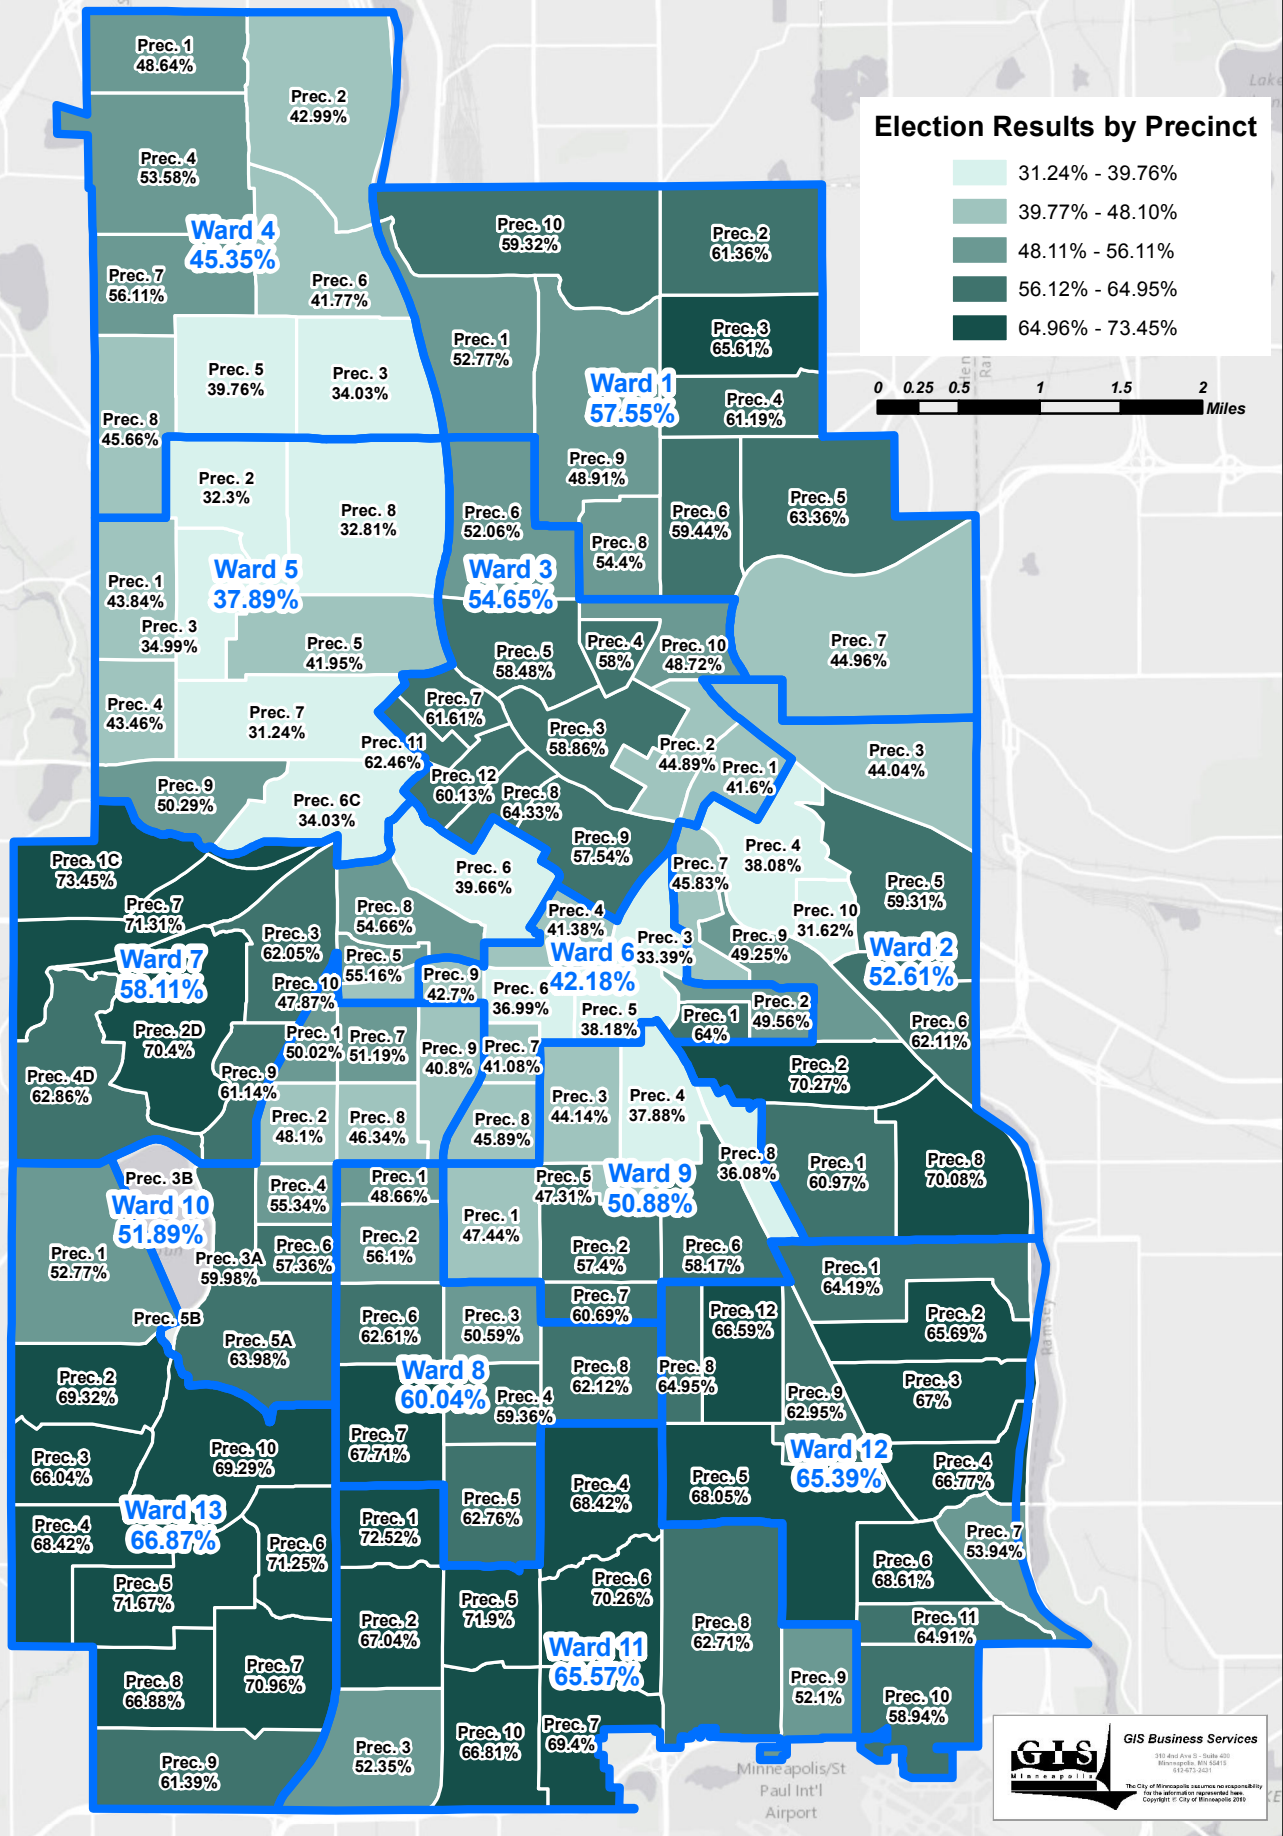 Election Results by Precinct
31.24% - 39.76%
39.77% - 48.10%
48.11% - 56.11%
56.12% - 64.95%
64.96% - 73.45%
0 0.25 0.5 1 1.5 2
Miles
Lake
Ramsey
Ward 4
45.35%
Prec. 1
48.64%
Prec. 2
42.99%
Prec. 4
53.58%
Prec. 7
56.11%
Prec. 6
41.77%
Prec. 5
39.76%
Prec. 3
34.03%
Prec. 8
45.66%
Ward 1
57.55%
Prec. 10
59.32%
Prec. 2
61.36%
Prec. 1
52.77%
Prec. 3
65.61%
Prec. 4
61.19%
Prec. 9
48.91%
Prec. 6
59.44%
Prec. 5
63.36%
Prec. 8
54.4%
Prec. 7
44.96%
Ward 5
37.89%
Prec. 2
32.3%
Prec. 8
32.81%
Prec. 1
43.84%
Prec. 3
34.99%
Prec. 5
41.95%
Prec. 4
43.46%
Prec. 7
31.24%
Prec. 9
50.29%
Prec. 6C
34.03%
Ward 3
54.65%
Prec. 6
52.06%
Prec. 5
58.48%
Prec. 4
58%
Prec. 10
48.72%
Prec. 7
61.61%
Prec. 3
58.86%
Prec. 11
62.46%
Prec. 2
44.89%
Prec. 1
41.6%
Prec. 12
60.13%
Prec. 8
64.33%
Prec. 9
57.54%
Ward 2
52.61%
Prec. 3
44.04%
Prec. 4
38.08%
Prec. 7
45.83%
Prec. 5
59.31%
Prec. 10
31.62%
Prec. 9
49.25%
Prec. 6
62.11%
Prec. 2
70.27%
Prec. 1
60.97%
Prec. 8
70.08%
Ward 7
58.11%
Prec. 1C
73.45%
Prec. 7
71.31%
Prec. 3
62.05%
Prec. 6
39.66%
Prec. 8
54.66%
Prec. 5
55.16%
Prec. 10
47.87%
Prec. 2D
70.4%
Prec. 9
61.14%
Prec. 4D
62.86%
Ward 6
42.18%
Prec. 4
41.38%
Prec. 3
33.39%
Prec. 9
42.7%
Prec. 6
36.99%
Prec. 5
38.18%
Prec. 1
64%
Prec. 2
49.56%
Prec. 7
41.08%
Prec. 8
45.89%
Ward 10
51.89%
Prec. 1
50.02%
Prec. 7
51.19%
Prec. 9
40.8%
Prec. 2
48.1%
Prec. 8
46.34%
Prec. 3B
Prec. 4
55.34%
Prec. 3A
59.98%
Prec. 6
57.36%
Prec. 5B
Prec. 5A
63.98%
Ward 9
50.88%
Prec. 3
44.14%
Prec. 4
37.88%
Prec. 8
36.08%
Prec. 5
47.31%
Prec. 1
47.44%
Prec. 2
57.4%
Prec. 6
58.17%
Prec. 7
60.69%
Ward 8
60.04%
Prec. 1
48.66%
Prec. 2
56.1%
Prec. 6
62.61%
Prec. 3
50.59%
Prec. 8
62.12%
Prec. 4
59.36%
Prec. 7
67.71%
Prec. 5
62.76%
Ward 12
65.39%
Prec. 1
64.19%
Prec. 12
66.59%
Prec. 2
65.69%
Prec. 8
64.95%
Prec. 9
62.95%
Prec. 3
67%
Prec. 4
66.77%
Prec. 5
68.05%
Prec. 7
53.94%
Prec. 6
68.61%
Prec. 11
64.91%
Prec. 10
58.94%
Ward 13
66.87%
Prec. 1
52.77%
Prec. 2
69.32%
Prec. 3
66.04%
Prec. 10
69.29%
Prec. 4
68.42%
Prec. 6
71.25%
Prec. 5
71.67%
Prec. 7
70.96%
Prec. 8
66.88%
Prec. 9
61.39%
Ward 11
65.57%
Prec. 1
72.52%
Prec. 4
68.42%
Prec. 2
67.04%
Prec. 5
71.9%
Prec. 6
70.26%
Prec. 8
62.71%
Prec. 9
52.1%
Prec. 3
52.35%
Prec. 10
66.81%
Prec. 7
69.4%
Minneapolis/St
Paul Int'l
Airport
GIS
Minneapolis
GIS Business Services
Minneapolis, MN 55415
612-673-2431
The City of Minneapolis assumes no responsibility
for the information represented here.
Copyright © City of Minneapolis 2010